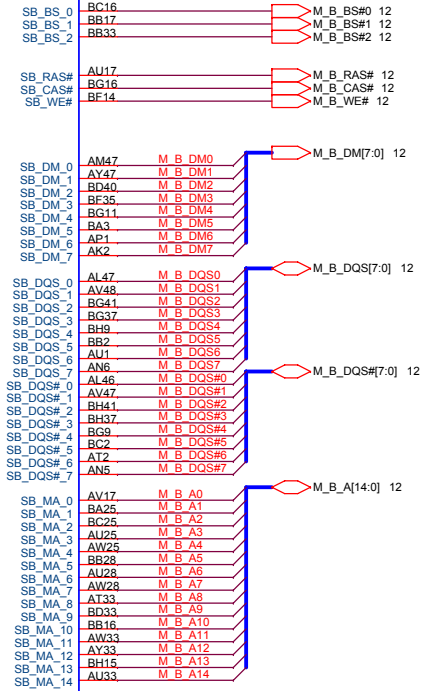 SB_BS_0 BC16 M_B_BS#0 12
SB_BS_1 BB17 M_B_BS#1 12
SB_BS_2 BB33 M_B_BS#2 12
SB_RAS# AU17 M_B_RAS# 12
SB_CAS# BG16 M_B_CAS# 12
SB_WE# BF14 M_B_WE# 12
M_B_DM[7:0] 12
SB_DM_0 AM47 M_B_DM0
SB_DM_1 AY47 M_B_DM1
SB_DM_2 BD40 M_B_DM2
SB_DM_3 BF35 M_B_DM3
SB_DM_4 BG11 M_B_DM4
SB_DM_5 BA3 M_B_DM5
SB_DM_6 AP1 M_B_DM6
SB_DM_7 AK2 M_B_DM7
M_B_DQS[7:0] 12
SB_DQS_0 AL47 M_B_DQS0
SB_DQS_1 AV48 M_B_DQS1
SB_DQS_2 BG41 M_B_DQS2
SB_DQS_3 BG37 M_B_DQS3
SB_DQS_4 BH9 M_B_DQS4
SB_DQS_5 BB2 M_B_DQS5
SB_DQS_6 AU1 M_B_DQS6
SB_DQS_7 AN6 M_B_DQS7
M_B_DQS#[7:0] 12
SB_DQS#_0 AL46 M_B_DQS#0
SB_DQS#_1 AV47 M_B_DQS#1
SB_DQS#_2 BH41 M_B_DQS#2
SB_DQS#_3 BH37 M_B_DQS#3
SB_DQS#_4 BG9 M_B_DQS#4
SB_DQS#_5 BC2 M_B_DQS#5
SB_DQS#_6 AT2 M_B_DQS#6
SB_DQS#_7 AN5 M_B_DQS#7
M_B_A[14:0] 12
SB_MA_0 AV17 M_B_A0
SB_MA_1 BA25 M_B_A1
SB_MA_2 BC25 M_B_A2
SB_MA_3 AU25 M_B_A3
SB_MA_4 AW25 M_B_A4
SB_MA_5 BB28 M_B_A5
SB_MA_6 AU28 M_B_A6
SB_MA_7 AW28 M_B_A7
SB_MA_8 AT33 M_B_A8
SB_MA_9 BD33 M_B_A9
SB_MA_10 BB16 M_B_A10
SB_MA_11 AW33 M_B_A11
SB_MA_12 AY33 M_B_A12
SB_MA_13 BH15 M_B_A13
SB_MA_14 AU33 M_B_A14